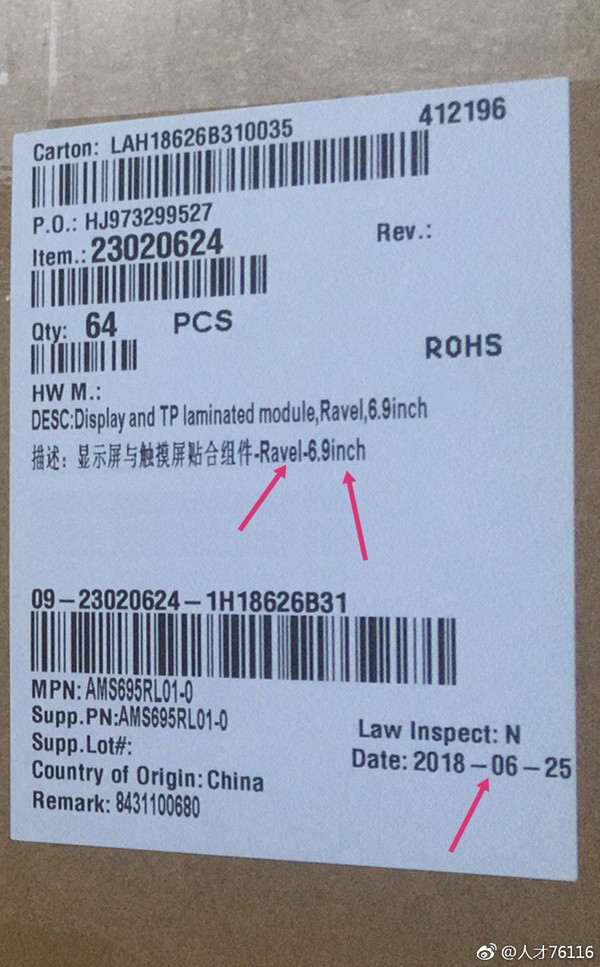 Carton: LAH18626B310035
412196
P.O.: HJ973299527
Item.: 23020624
Rev.:
Qty: 64 PCS
ROHS
HW M.:
DESC:Display and TP laminated module,Ravel,6.9inch
描述：显示屏与触摸屏贴合组件-Ravel-6.9inch
09-23020624-1H18626B31
MPN: AMS695RL01-0
Supp.PN:AMS695RL01-0
Law Inspect: N
Supp.Lot#:
Date: 2018-06-25
Country of Origin: China
Remark: 8431100680
@人才76116